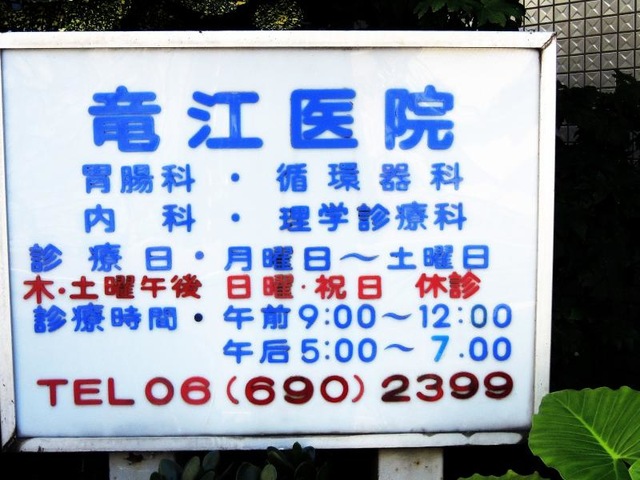 竜江医院
胃腸科・循環器科
内科・理学診療科
診療日・月曜日～土曜日
木・土曜午後 日曜・祝日 休診
診療時間・午前9:00～12:00
午后5:00～7.00
TEL06(690)2399